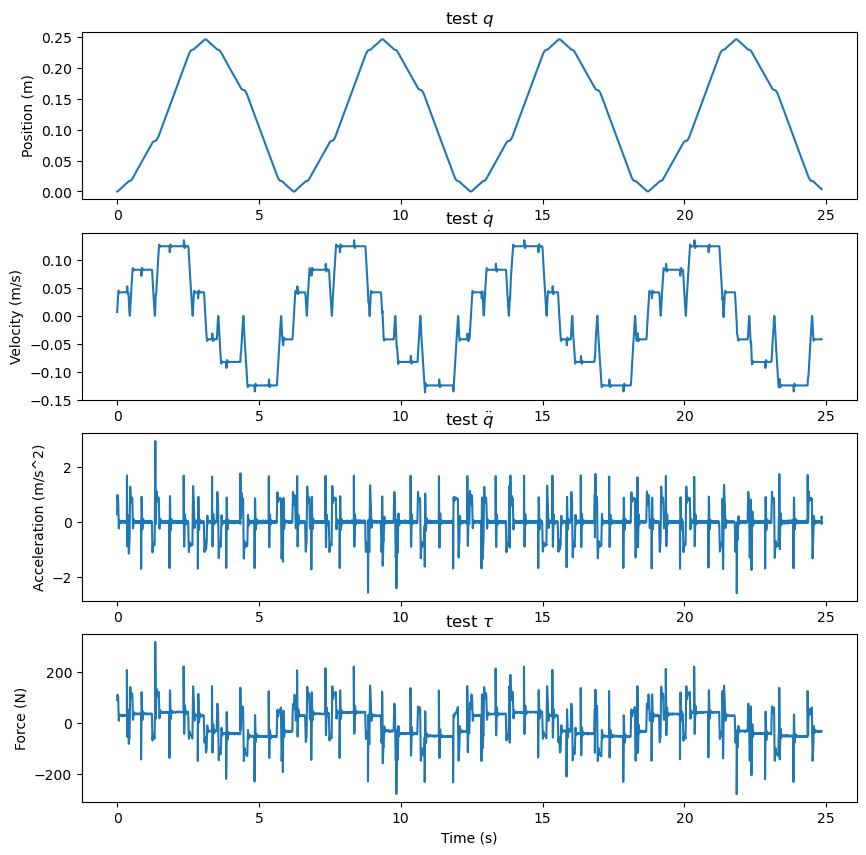 test q
Position (m)
0.25
0.20
0.15
0.10
0.05
0.00
0 5 10 15 20 25
test q̇
Velocity (m/s)
0.10
0.05
0.00
−0.05
−0.10
−0.15
0 5 10 15 20 25
test q̈
Acceleration (m/s^2)
2
0
−2
0 5 10 15 20 25
test τ
Force (N)
200
0
−200
0 5 10 15 20 25
Time (s)